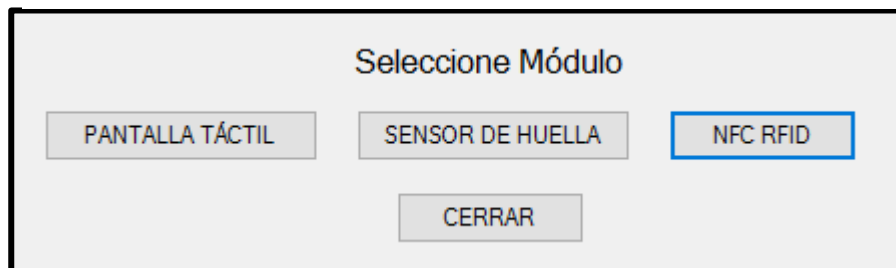 Seleccione Módulo
PANTALLA TÁCTIL SENSOR DE HUELLA NFC RFID
CERRAR